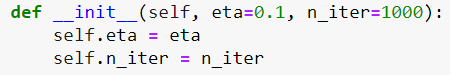 def __init__(self, eta=0.1, n_iter=1000):
    self.eta = eta
    self.n_iter = n_iter